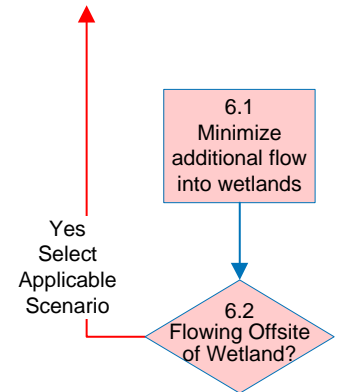 6.1
Minimize
additional flow
into wetlands
Yes
Select
Applicable
Scenario
6.2
Flowing Offsite
of Wetland?